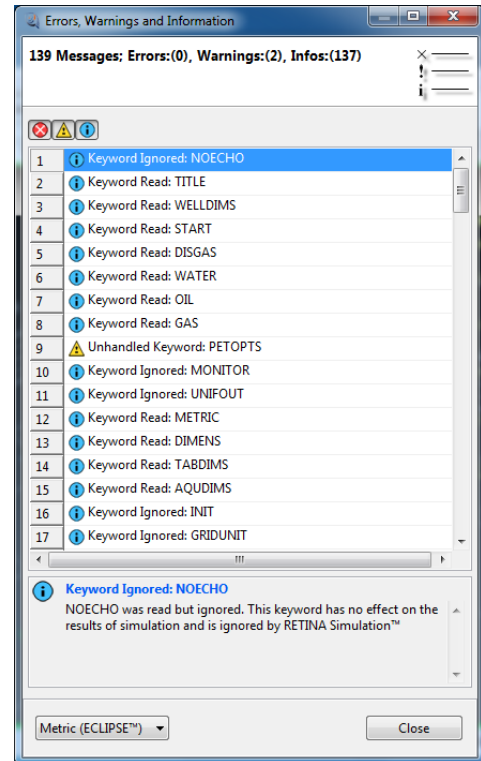 Errors, Warnings and Information
139 Messages; Errors:(0), Warnings:(2), Infos:(137)
1 Keyword Ignored: NOECHO
2 Keyword Read: TITLE
3 Keyword Read: WELLDIMS
4 Keyword Read: START
5 Keyword Read: DISGAS
6 Keyword Read: WATER
7 Keyword Read: OIL
8 Keyword Read: GAS
9 Unhandled Keyword: PETOPTS
10 Keyword Ignored: MONITOR
11 Keyword Ignored: UNIFOUT
12 Keyword Read: METRIC
13 Keyword Read: DIMENS
14 Keyword Read: TABDIMS
15 Keyword Read: AQUDIMS
16 Keyword Ignored: INIT
17 Keyword Ignored: GRIDUNIT
Keyword Ignored: NOECHO
NOECHO was read but ignored. This keyword has no effect on the
results of simulation and is ignored by RETINA Simulation™
Metric (ECLIPSE™) Close